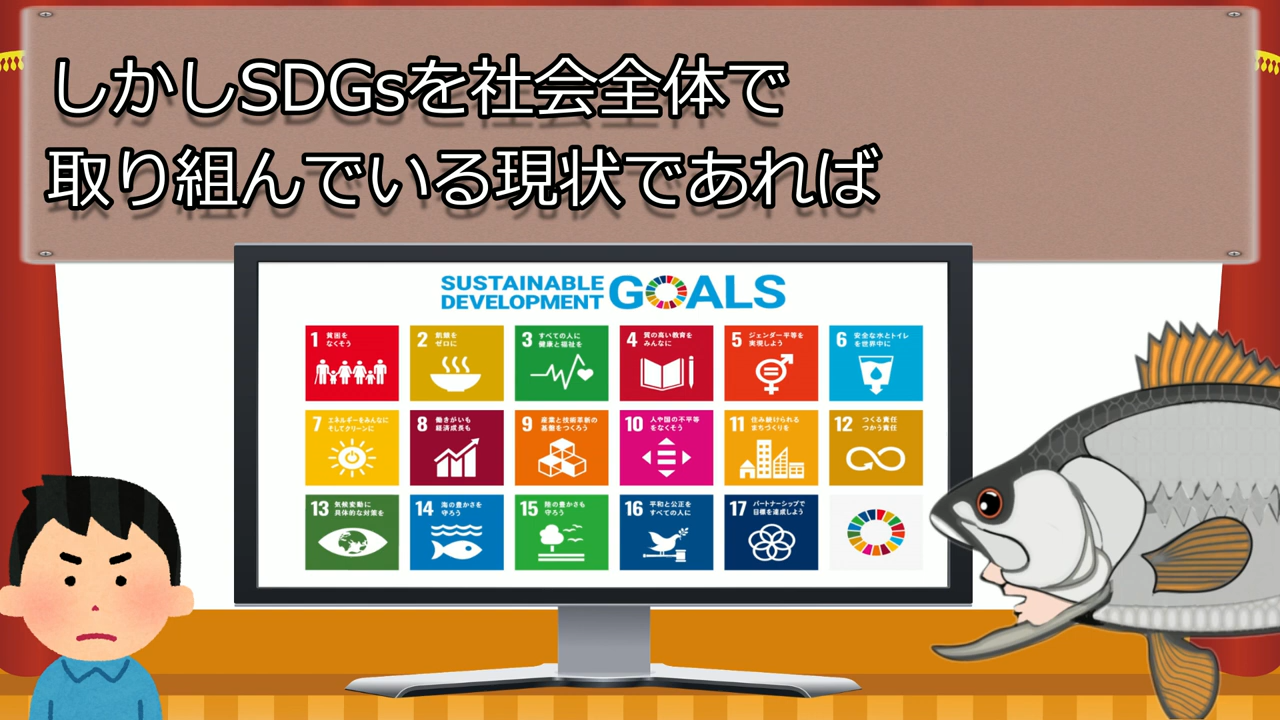 しかしSDGsを社会全体で
取り組んでいる現状であれば
SUSTAINABLE
DEVELOPMENT
GOALS
1 貧困を
なくそう
2 飢餓を
ゼロに
3 すべての人に
健康と福祉を
4 質の高い教育を
みんなに
5 ジェンダー平等を
実現しよう
6 安全な水とトイレ
を世界中に
7 エネルギーをみんなに
そしてクリーンに
8 働きがいも
経済成長も
9 産業と技術革新の
基盤をつくろう
10 人や国の不平等
をなくそう
11 住み続けられる
まちづくりを
12 つくる責任
つかう責任
13 気候変動に
具体的な対策を
14 海の豊かさを
守ろう
15 陸の豊かさも
守ろう
16 平和と公正を
すべての人に
17 パートナーシップで
目標を達成しよう